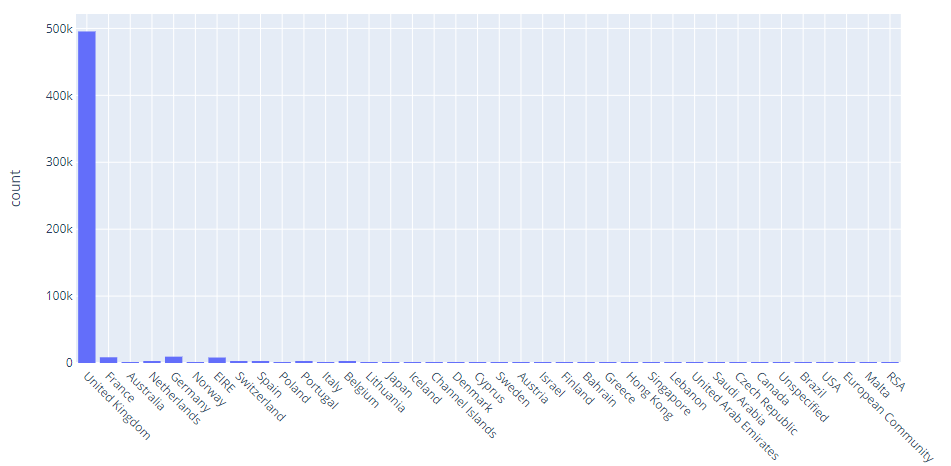 500k
400k
300k
200k
100k
0
count
United Kingdom
France
Australia
Netherlands
Germany
Norway
EIRE
Switzerland
Spain
Poland
Portugal
Italy
Belgium
Lithuania
Japan
Iceland
Channel Islands
Denmark
Cyprus
Sweden
Austria
Israel
Finland
Bahrain
Greece
Hong Kong
Singapore
Lebanon
United Arab Emirates
Saudi Arabia
Czech Republic
Canada
Unspecified
Brazil
USA
European Community
Malta
RSA